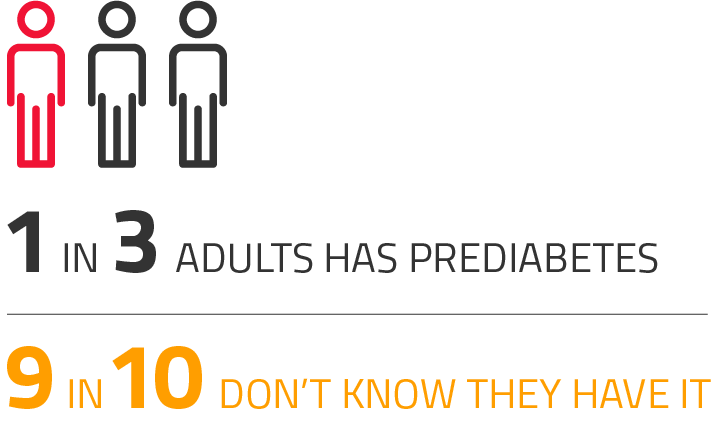 1 IN 3 ADULTS HAS PREDIABETES
9 IN 10 DON'T KNOW THEY HAVE IT